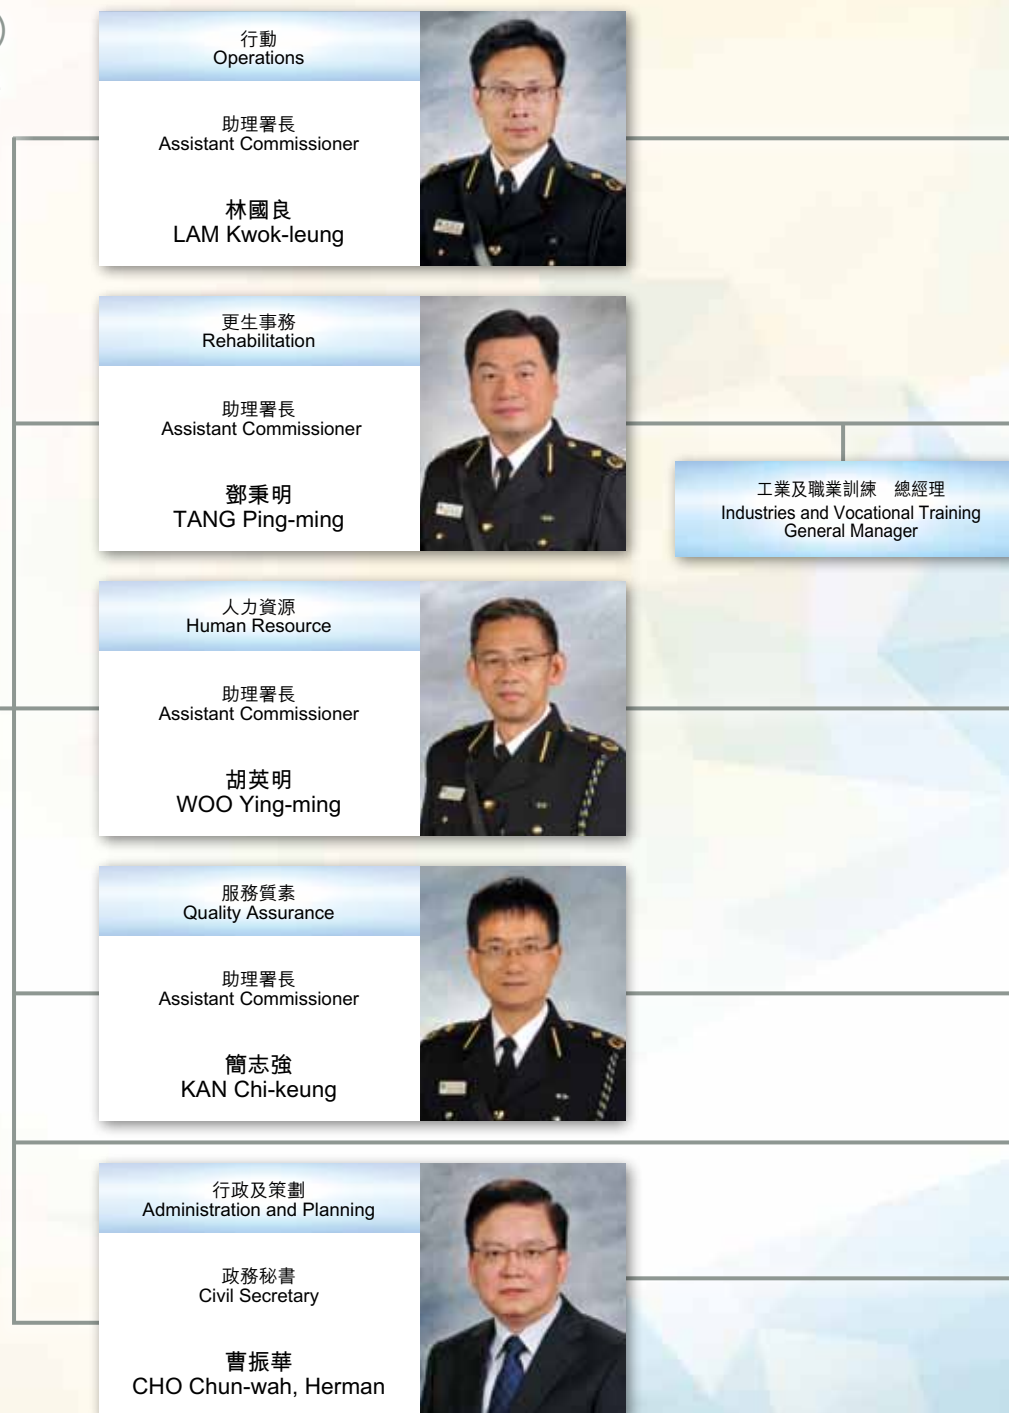 行動
Operations
助理署長
Assistant Commissioner
林國良
LAM Kwok-leung
更生事務
Rehabilitation
助理署長
Assistant Commissioner
鄧秉明
TANG Ping-ming
工業及職業訓練 總經理
Industries and Vocational Training
General Manager
人力資源
Human Resource
助理署長
Assistant Commissioner
胡英明
WOO Ying-ming
服務質素
Quality Assurance
助理署長
Assistant Commissioner
簡志強
KAN Chi-keung
行政及策劃
Administration and Planning
政務秘書
Civil Secretary
曹振華
CHO Chun-wah, Herman